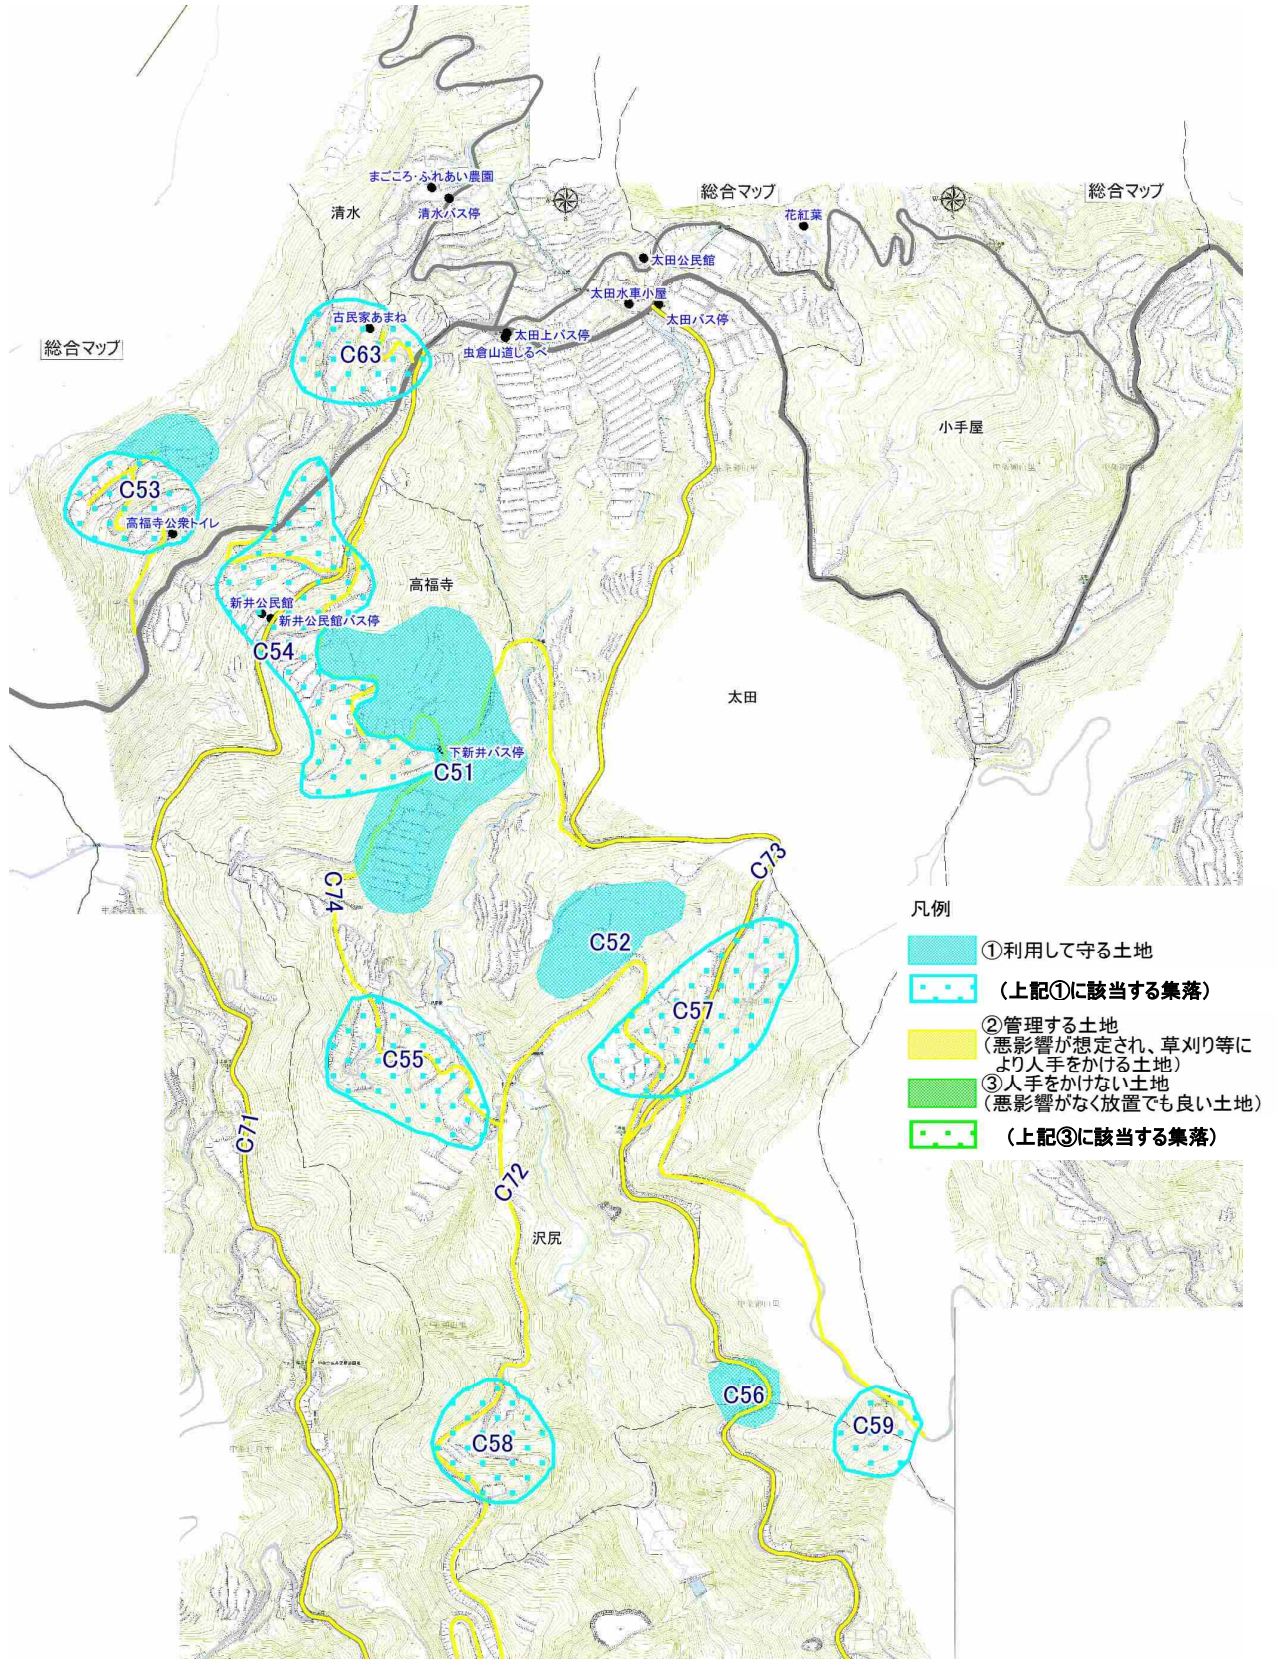 まごころ・ふれあい農園
清水
清水バス停
総合マップ
総合マップ
花紅葉
太田公民館
太田水車小屋
太田バス停
古民家あまね
太田上バス停
虫倉山道しるべ
総合マップ
C63
小手屋
C53
高福寺公衆トイレ
高福寺
新井公民館
新井公民館バス停
C54
太田
下新井バス停
C51
C73
C74
凡例
C52
①利用して守る土地
(上記①に該当する集落)
C57
②管理する土地
(悪影響が想定され、草刈り等に
より人手をかける土地)
③人手をかけない土地
(悪影響がなく放置でも良い土地)
(上記③に該当する集落)
C55
C71
C72
沢尻
C56
C59
C58